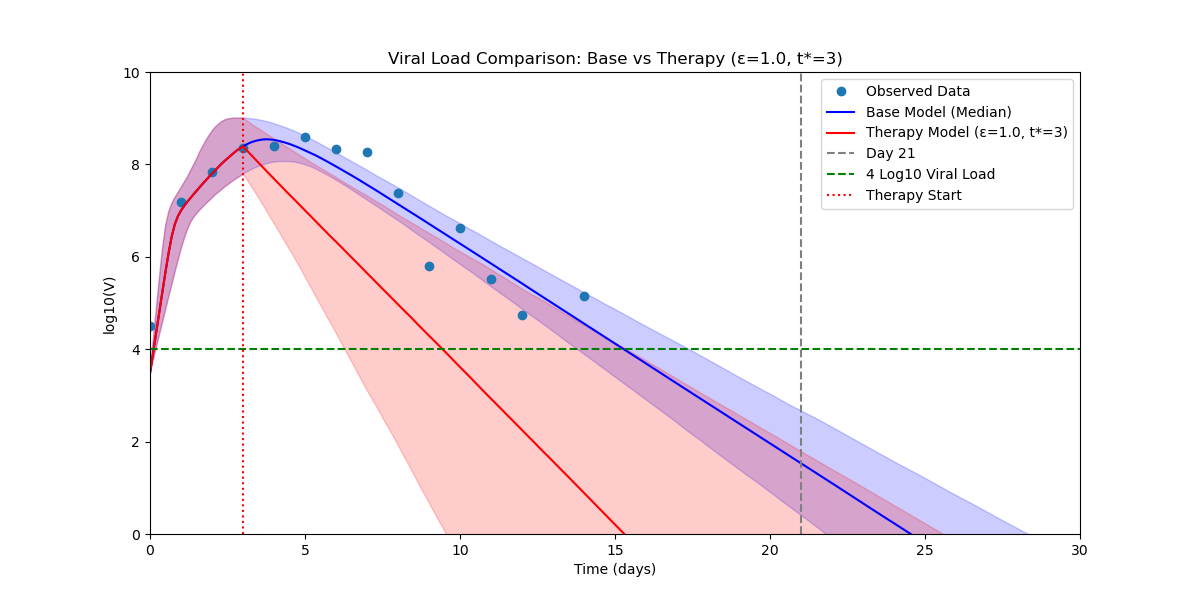 Viral Load Comparison: Base vs Therapy (ε=1.0, t*=3)
10
8
6
4
2
0
log10(V)
0 5 10 15 20 25 30
Time (days)
Observed Data
Base Model (Median)
Therapy Model (ε=1.0, t*=3)
Day 21
4 Log10 Viral Load
Therapy Start